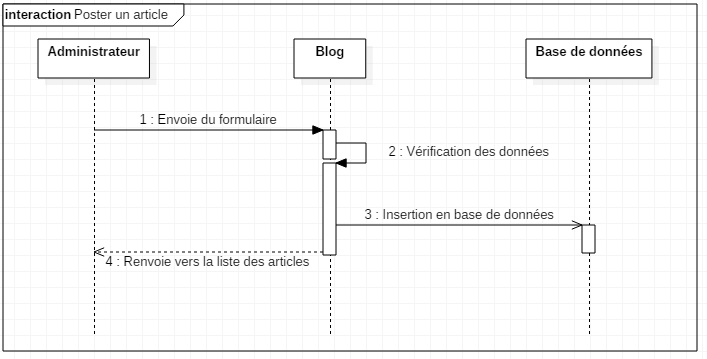 interaction Poster un article
Administrateur
Blog
Base de données
1 : Envoie du formulaire
2 : Vérification des données
3 : Insertion en base de données
4 : Renvoie vers la liste des articles